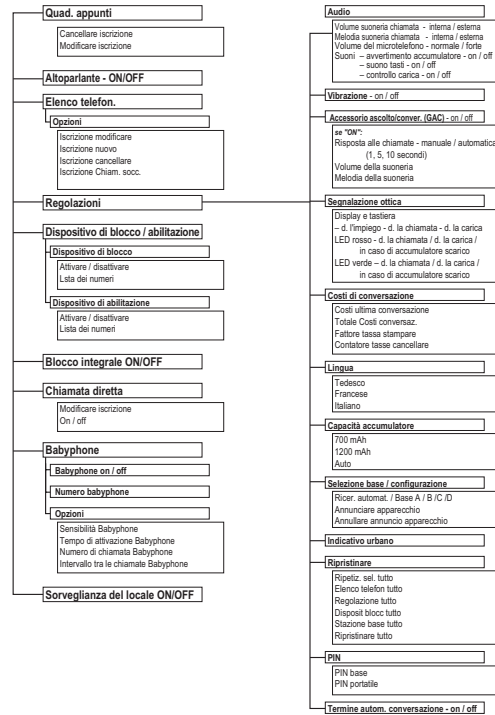 Quad. appunti
Cancellare iscrizione
Modificare iscrizione
Altoparlante - ON/OFF
Elenco telefon.
Opzioni
Iscrizione modificare
Iscrizione nuovo
Iscrizione cancellare
Iscrizione Chiam. socc.
Regolazioni
Dispositivo di blocco / abilitazione
Dispositivo di blocco
Attivare / disattivare
Lsta dei numeri
Dispositivo di abilitazione
Attivare / disattivare
Lista dei numeri
Blocco integrale ON/OFF
Chiamata diretta
Modificare iscrizione
On / off
Babyphone
Babyphone on / off
Numero babyphone
Opzioni
Sensibilità Babyphone
Tempo di attivazione Babyphone
Numero di chiamata Babyphone
Intervallo tra le chiamate Babyphone
Sorveglianza del locale ON/OFF
Audio
Volume suoneria chiamata - interna / esterna
Melodia suoneria chiamata - interna / esterna
Volume del microtelefono - normale / forte
Suoni – avvertimento accumulatore - on / off
– suono tasti - on / off
– controllo carica - on / off
Vibrazione - on / off
Accessorio ascolto/conver. (GAC) - on / off
se "ON":
Risposta alle chiamate - manuale / automatica
(1, 5, 10 secondi)
Volume della suoneria
Melodia della suoneria
Segnalazione ottica
Display e tastiera
– d. l'impiego - d. la chiamata - d. la carica
LED rosso - d. la chiamata / d. la carica /
in caso di accumulatore scarico
LED verde – d. la chiamata / d. la carica /
in caso di accumulatore scarico
Costi di conversazione
Costi ultima conversazione
Totale Costi conversaz.
Fattore tassa stampare
Contatore tasse cancellare
Lingua
Tedesco
Francese
Italiano
Capacità accumulatore
700 mAh
1200 mAh
Auto
Selezione base / configurazione
Ricer. automat. / Base A / B /C /D
Annunciare apparecchio
Annullare annuncio apparecchio
Indicativo urbano
Ripristinare
Ripetiz. sel. tutto
Elenco telefon tutto
Regolazione tutto
Disposit blocc tutto
Stazione base tutto
Ripristinare tutto
PIN
PIN base
PIN portatile
Termine autom. conversazione - on / off